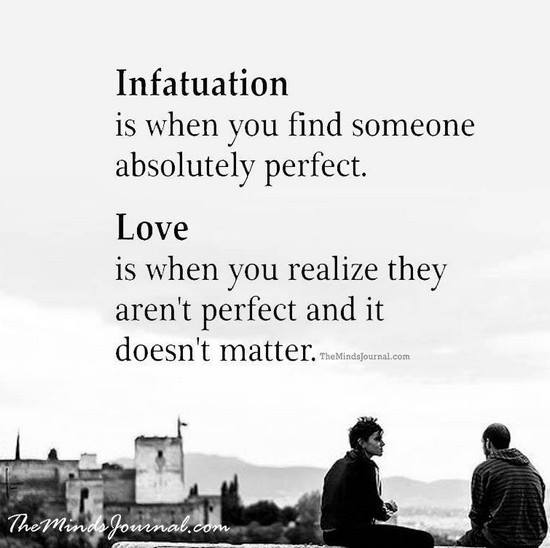 Infatuation
is when you find someone
absolutely perfect.
Love
is when you realize they
aren't perfect and it
doesn't matter. TheMindsJournal.com
TheMindsJournal.com